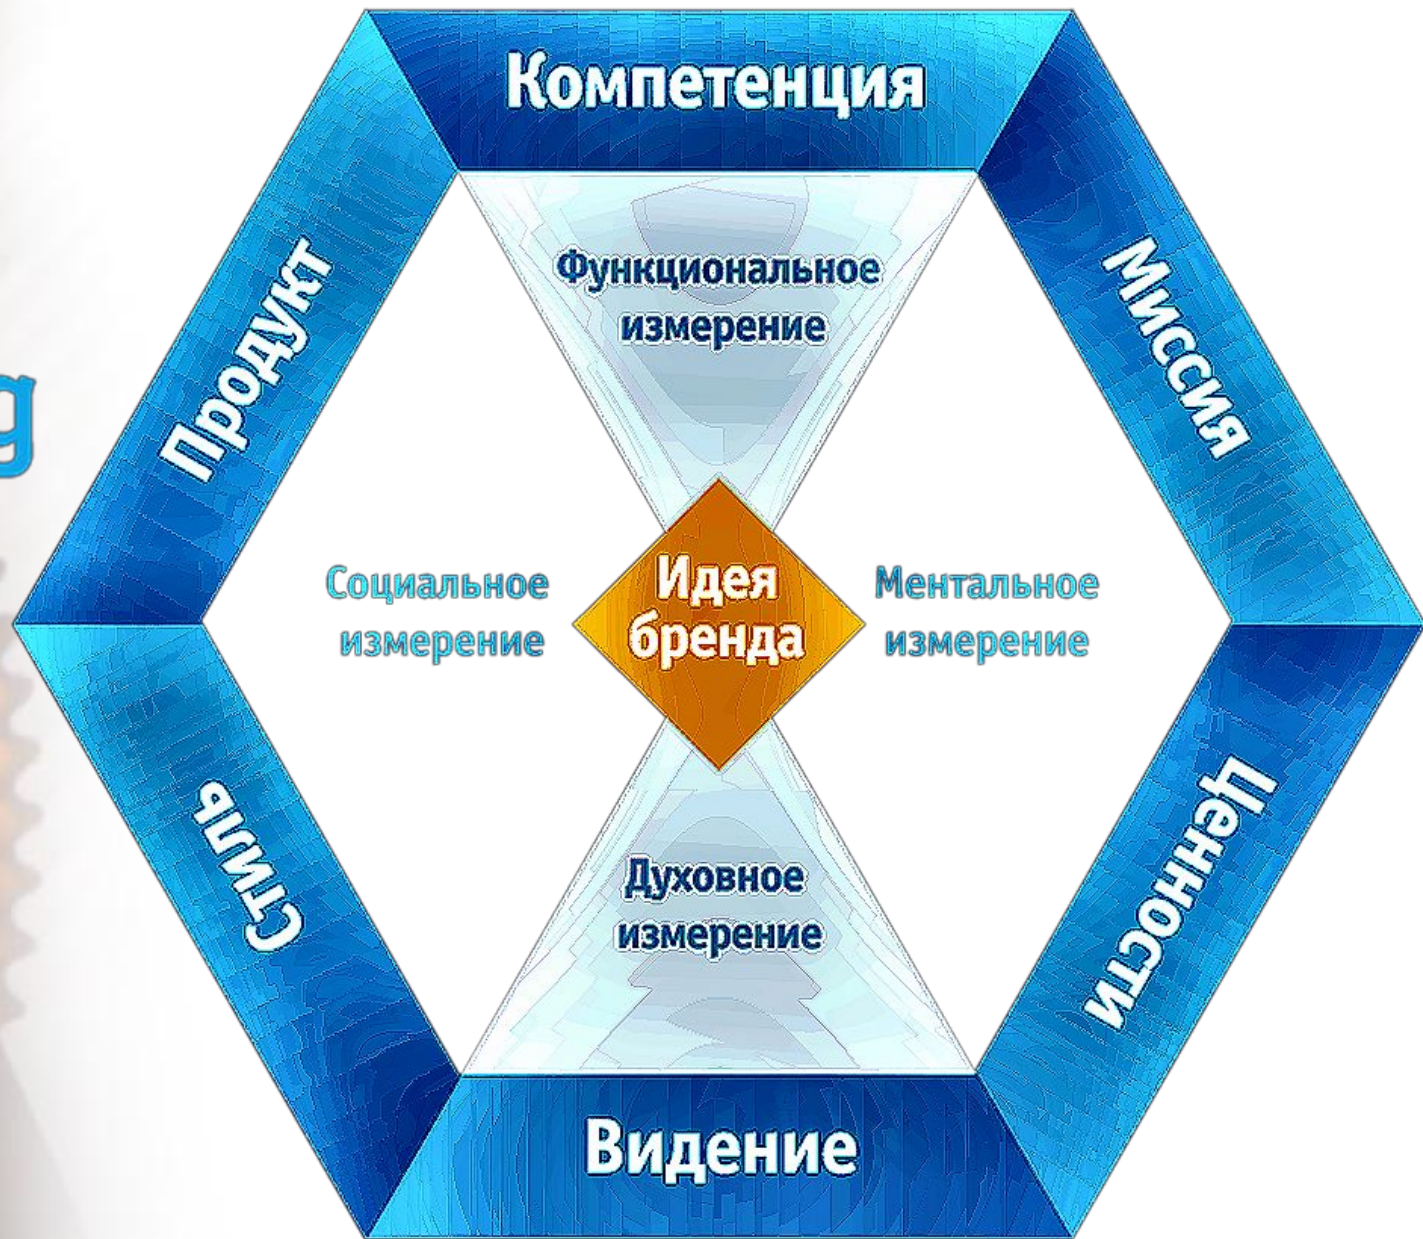 Компетенция
Продукт
Миссия
Функциональное
измерение
g
Социальное
измерение
Идея
бренда
Ментальное
измерение
Стиль
Ценности
Духовное
измерение
Видение